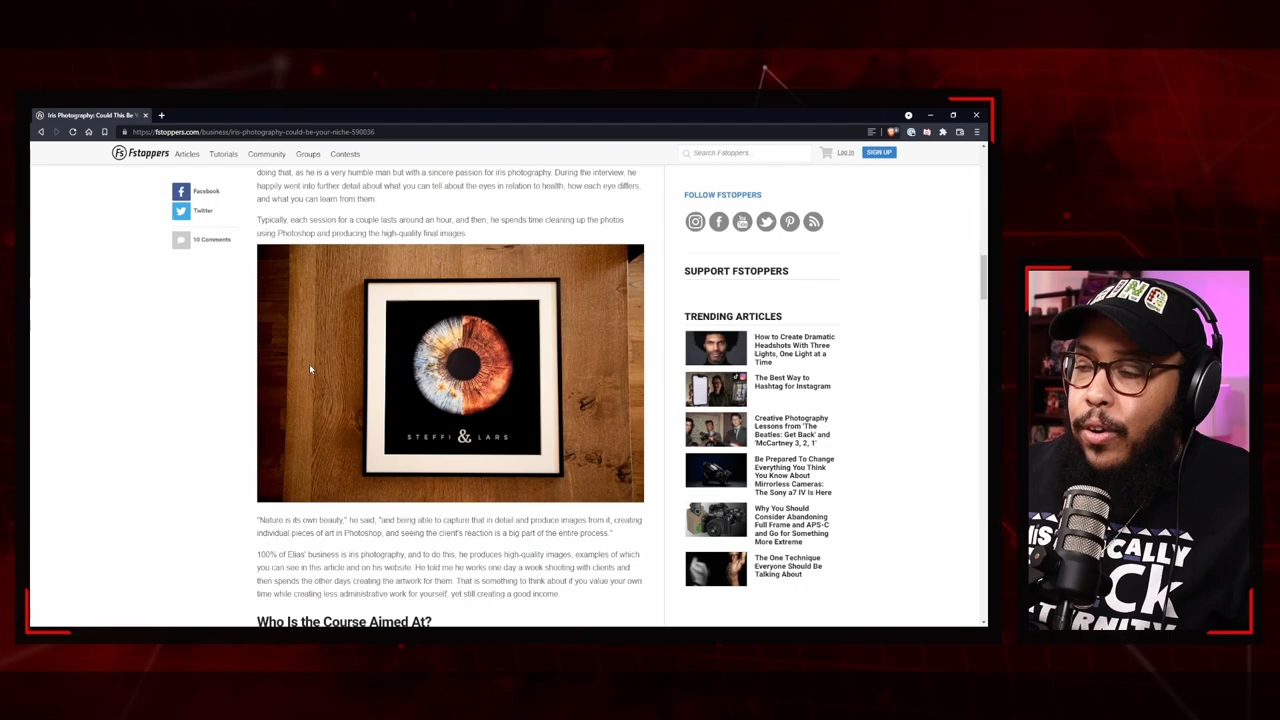 Iris Photography: Could This Be
https://fstoppers.com/business/iris-photography-could-be-your-niche-590036
Fs Fstoppers Articles Tutorials Community Groups Contests
Search Fstoppers...
Log In
SIGN UP
Facebook
Twitter
10 Comments
doing that, as he is a very humble man but with a sincere passion for iris photography. During the interview, he
happily went into further detail about what you can tell about the eyes in relation to health, how each eye differs,
and what you can learn from them.
Typically, each session for a couple lasts around an hour, and then, he spends time cleaning up the photos
using Photoshop and producing the high-quality final images.
STEFFI & LARS
"Nature is its own beauty," he said, "and being able to capture that in detail and produce images from it, creating
individual pieces of art in Photoshop, and seeing the client's reaction is a big part of the entire process."
100% of Elias' business is iris photography, and to do this, he produces high-quality images, examples of which
you can see in this article and on his website. He told me he works one day a week shooting with clients and
then spends the other days creating the artwork for them. That is something to think about if you value your own
time while creating less administrative work for yourself, yet still creating a good income.
Who Is the Course Aimed At?
FOLLOW FSTOPPERS
SUPPORT FSTOPPERS
TRENDING ARTICLES
How to Create Dramatic
Headshots With Three
Lights, One Light at a
Time
The Best Way to
Hashtag for Instagram
Creative Photography
Lessons from 'The
Beatles: Get Back' and
'McCartney 3, 2, 1'
Be Prepared To Change
Everything You Think
You Know About
Mirrorless Cameras:
The Sony a7 IV Is Here
Why You Should
Consider Abandoning
Full Frame and APS-C
and Go for Something
More Extreme
The One Technique
Everyone Should Be
Talking About